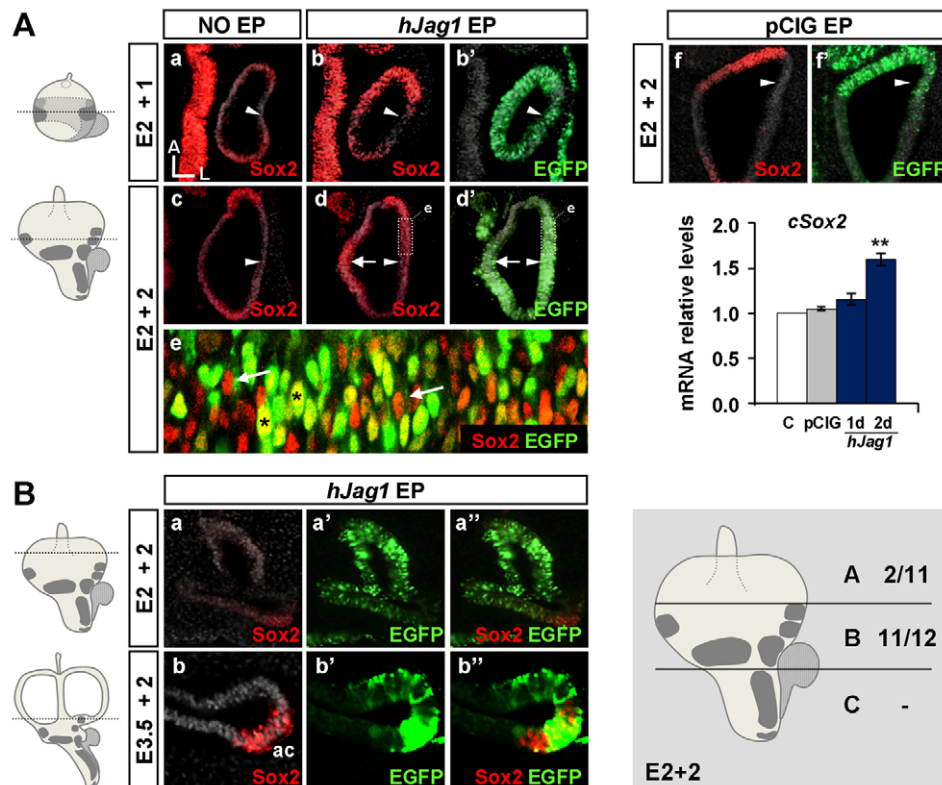 A
NO EP
hJag1 EP
pCIG EP
E2 + 1
a
Sox2
A
L
b
Sox2
b'
EGFP
E2 + 2
f
Sox2
f'
EGFP
E2 + 2
c
Sox2
d
e
Sox2
d'
e
EGFP
e
* *
Sox2 EGFP
cSox2
mRNA relative levels
2.0
1.5
1.0
0.5
0.0
**
C pCIG 1d 2d
hJag1
B
hJag1 EP
E2 + 2
a
Sox2
a'
EGFP
a''
Sox2 EGFP
E3.5 + 2
b
ac
Sox2
b'
EGFP
b''
Sox2 EGFP
A 2/11
B 11/12
C -
E2+2